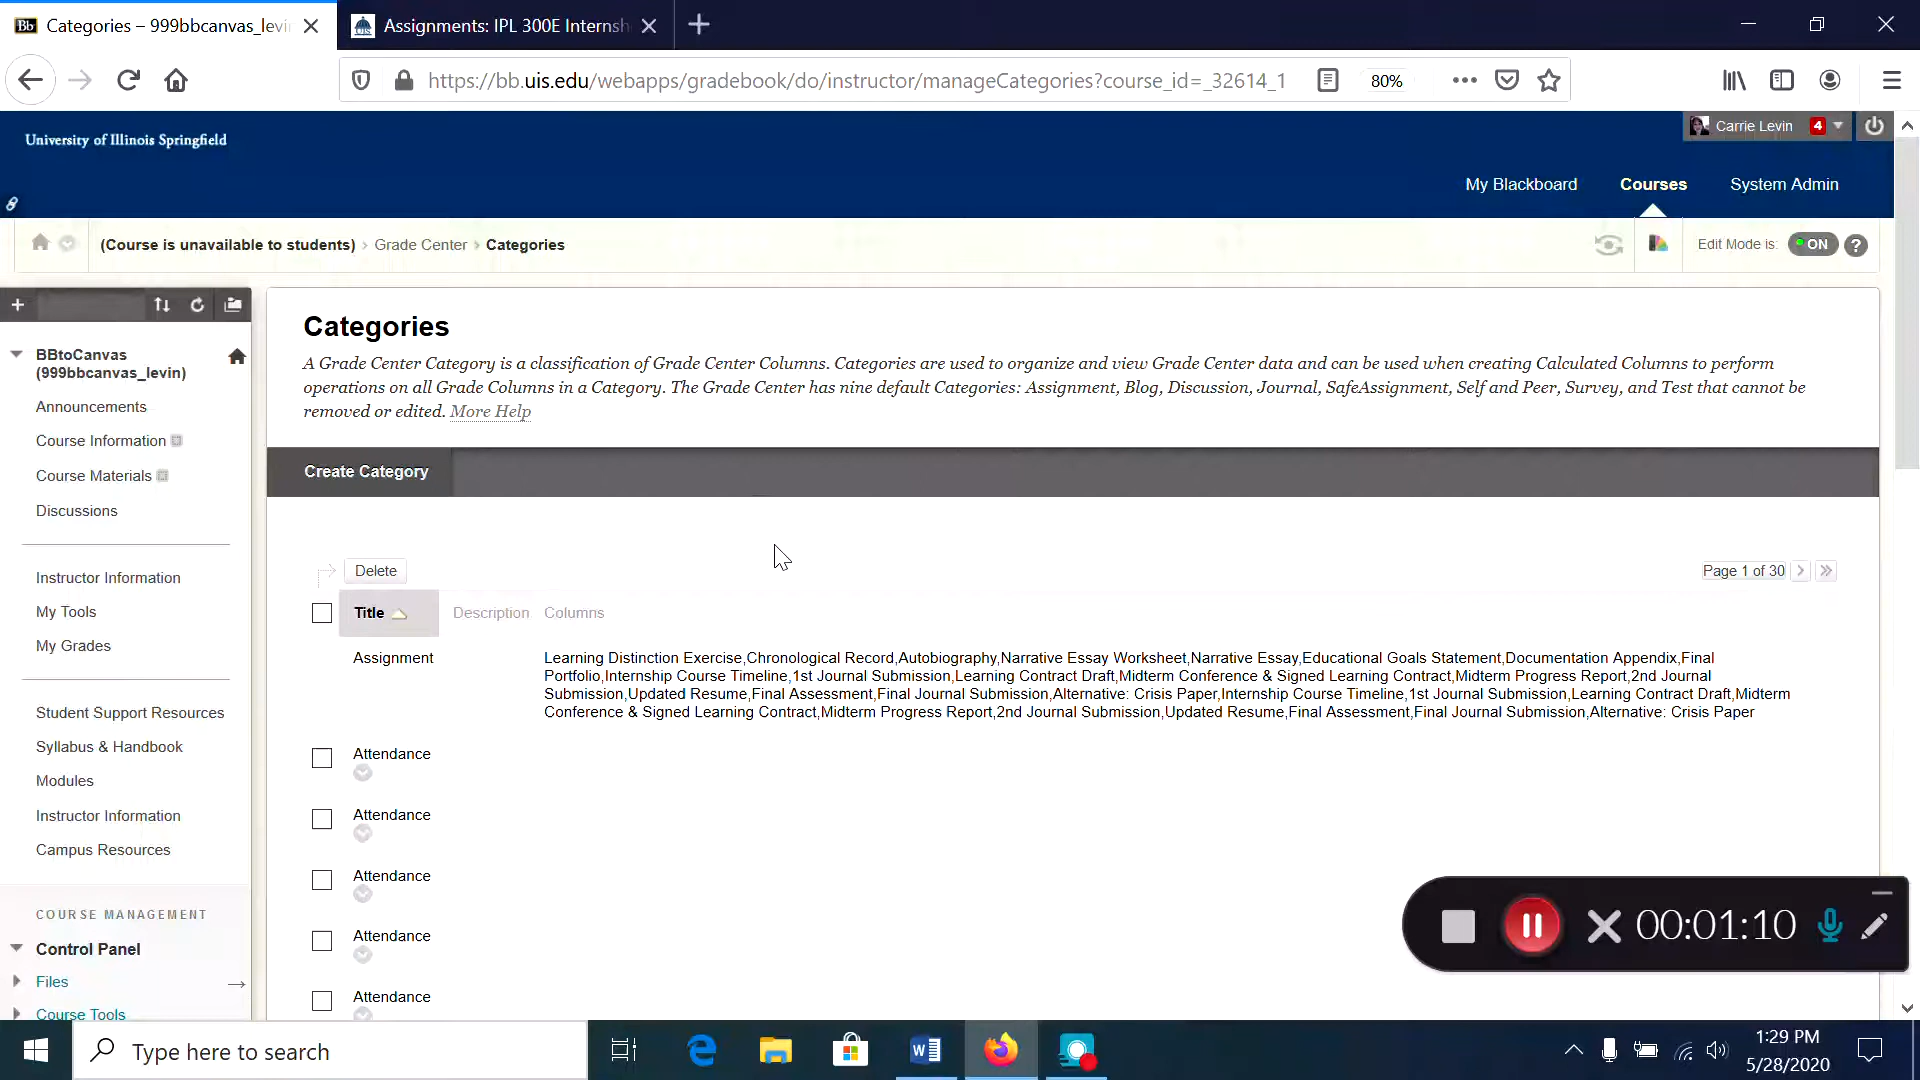 Categories – 999bbcanvas_levi
Assignments: IPL 300E Internsh
https://bb.uis.edu/webapps/gradebook/do/instructor/manageCategories?course_id=_32614_1
80%
University of Illinois Springfield
Carrie Levin 4
My Blackboard Courses System Admin
(Course is unavailable to students) Grade Center Categories
Edit Mode is: ON ?
BBtoCanvas
(999bbcanvas_levin)
Announcements
Course Information
Course Materials
Discussions
Instructor Information
My Tools
My Grades
Student Support Resources
Syllabus & Handbook
Modules
Instructor Information
Campus Resources
COURSE MANAGEMENT
Control Panel
Files
Course Tools
Categories
A Grade Center Category is a classification of Grade Center Columns. Categories are used to organize and view Grade Center data and can be used when creating Calculated Columns to perform
operations on all Grade Columns in a Category. The Grade Center has nine default Categories: Assignment, Blog, Discussion, Journal, SafeAssignment, Self and Peer, Survey, and Test that cannot be
removed or edited. More Help
Create Category
Delete
Page 1 of 30
Title Description Columns
Assignment
Learning Distinction Exercise,Chronological Record,Autobiography,Narrative Essay Worksheet,Narrative Essay,Educational Goals Statement,Documentation Appendix,Final
Portfolio,Internship Course Timeline,1st Journal Submission,Learning Contract Draft,Midterm Conference & Signed Learning Contract,Midterm Progress Report,2nd Journal
Submission,Updated Resume,Final Assessment,Final Journal Submission,Alternative: Crisis Paper,Internship Course Timeline,1st Journal Submission,Learning Contract Draft,Midterm
Conference & Signed Learning Contract,Midterm Progress Report,2nd Journal Submission,Updated Resume,Final Assessment,Final Journal Submission,Alternative: Crisis Paper
Attendance
Attendance
Attendance
Attendance
Attendance
00:01:10
Type here to search
1:29 PM
5/28/2020